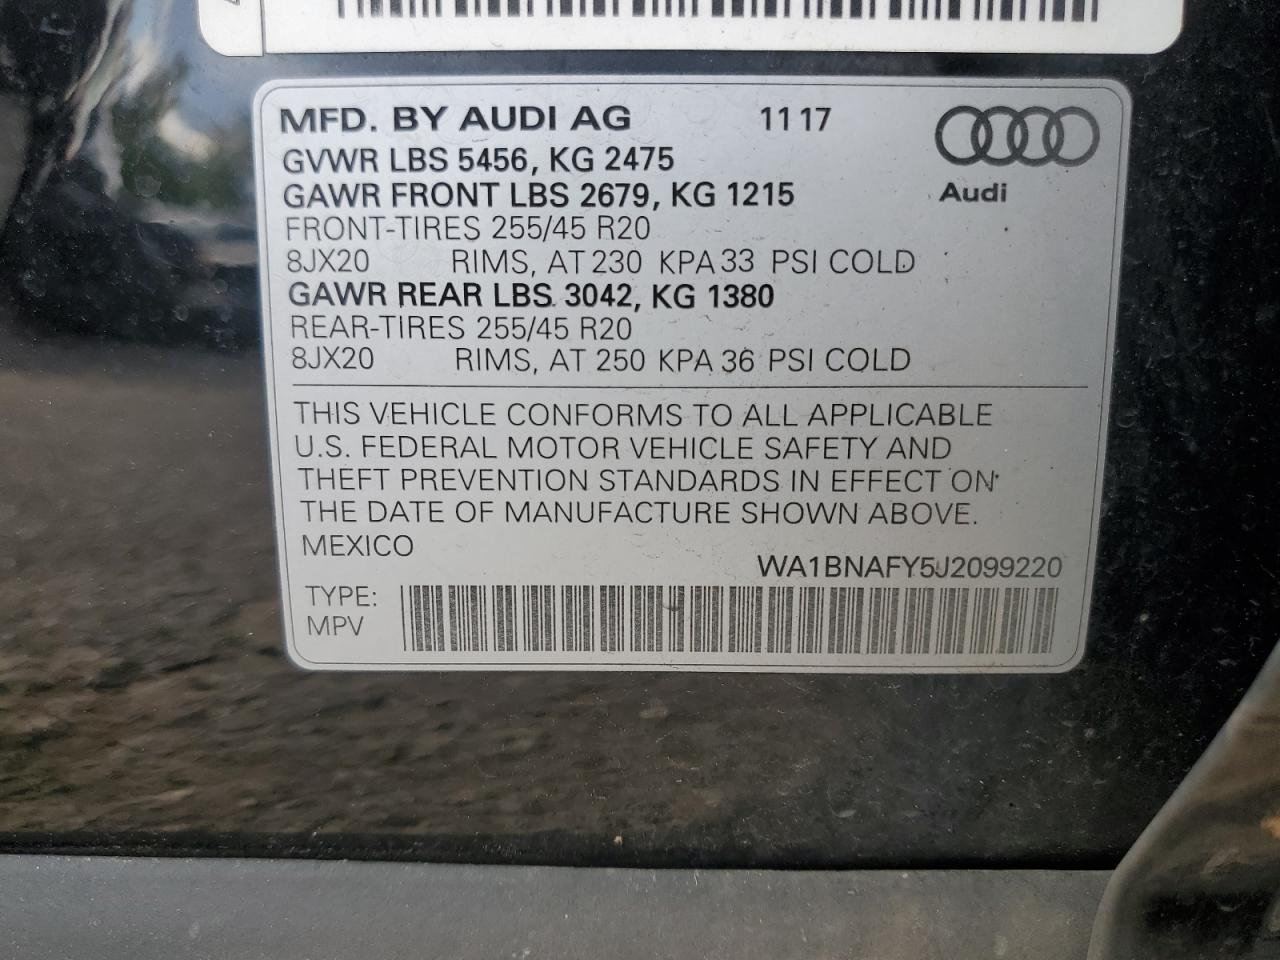 MFD. BY AUDI AG 11 17
GVWR LBS 5456, KG 2475
GAWR FRONT LBS 2679, KG 1215
Audi
FRONT-TIRES 255/45 R20
8JX20 RIMS, AT 230 KPA 33 PSI COLD
GAWR REAR LBS 3042, KG 1380
REAR-TIRES 255/45 R20
8JX20 RIMS, AT 250 KPA 36 PSI COLD
THIS VEHICLE CONFORMS TO ALL APPLICABLE
U.S. FEDERAL MOTOR VEHICLE SAFETY AND
THEFT PREVENTION STANDARDS IN EFFECT ON
THE DATE OF MANUFACTURE SHOWN ABOVE.
MEXICO
WA1BNAFY5J2099220
TYPE:
MPV